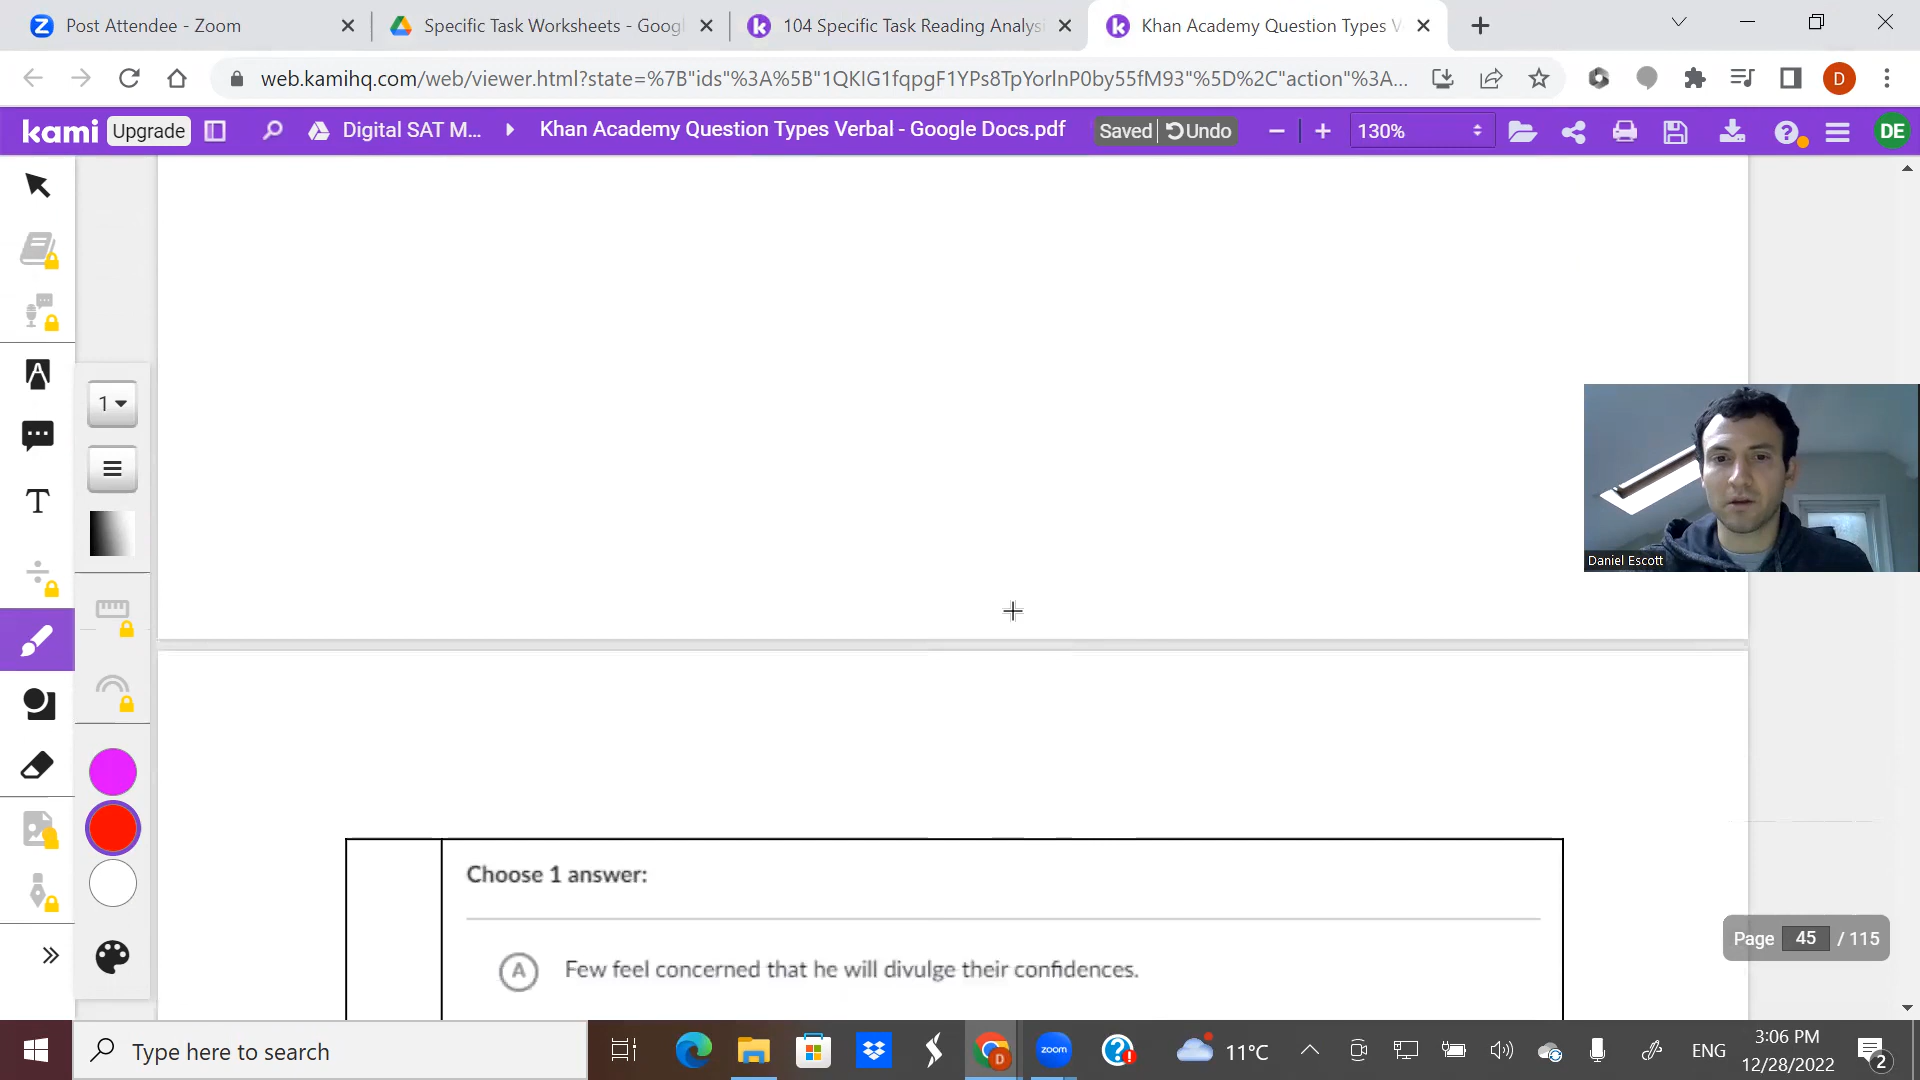 Post Attendee - Zoom
Specific Task Worksheets - Googl
104 Specific Task Reading Analysi
Khan Academy Question Types V
web.kamihq.com/web/viewer.html?state=%7B"ids"%3A%5B"1QKIG1fqpgF1YPs8TpYorInP0by55fM93"%5D%2C"action"%3A...
D
kami
Upgrade
Digital SAT M...
Khan Academy Question Types Verbal - Google Docs.pdf
Saved
Undo
130%
DE
1
T
Daniel Escott
Choose 1 answer:
A
Few feel concerned that he will divulge their confidences.
Page 45 / 115
Type here to search
zoom
11°C
ENG
3:06 PM
12/28/2022
2